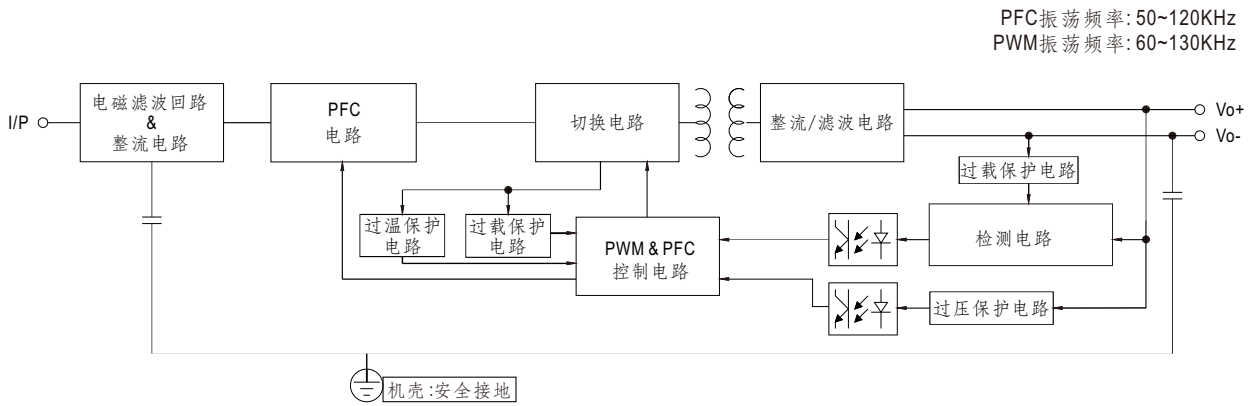 PFC振荡频率: 50~120KHz
PWM振荡频率: 60~130KHz
I/P
电磁滤波回路
&
整流电路
PFC
电路
切换电路
整流/滤波电路
Vo+
Vo-
过载保护电路
过温保护
电路
过载保护
电路
PWM & PFC
控制电路
检测电路
过压保护电路
机壳:安全接地